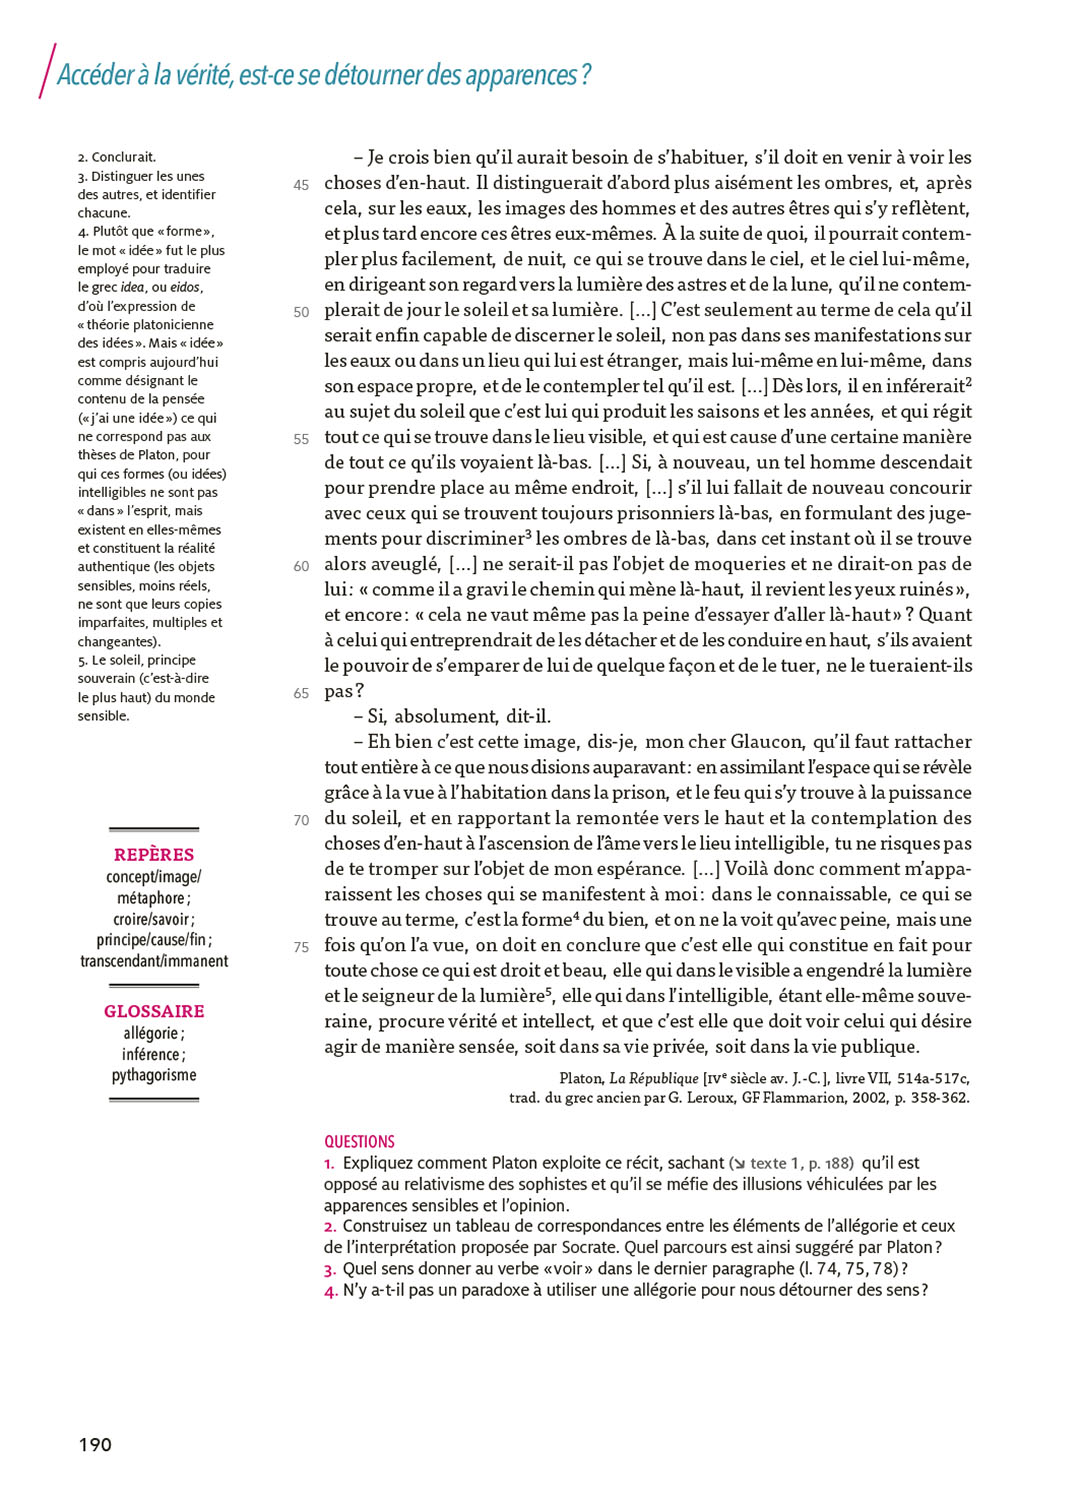 Accéder à la vérité, est-ce se détourner des apparences ?
2. Conclurait.
3. Distinguer les unes
des autres, et identifier
chacune.
4. Plutôt que « forme »,
le mot « idée » fut le plus
employé pour traduire
le grec idea, ou eidos,
d’où l’expression de
« théorie platonicienne
des idées ». Mais « idée »
est compris aujourd’hui
comme désignant le
contenu de la pensée
(« j’ai une idée ») ce qui
ne correspond pas aux
thèses de Platon, pour
qui ces formes (ou idées)
intelligibles ne sont pas
« dans » l’esprit, mais
existent en elles-mêmes
et constituent la réalité
authentique (les objets
sensibles, moins réels,
ne sont que leurs copies
imparfaites, multiples et
changeantes).
5. Le soleil, principe
souverain (c’est-à-dire
le plus haut) du monde
sensible.
REPÈRES
concept/image/
métaphore ;
croire/savoir ;
principe/cause/fin ;
transcendant/immanent
GLOSSAIRE
allégorie ;
inférence ;
pythagorisme
– Je crois bien qu’il aurait besoin de s’habituer, s’il doit en venir à voir les
45 choses d’en-haut. Il distinguerait d’abord plus aisément les ombres, et, après
cela, sur les eaux, les images des hommes et des autres êtres qui s’y reflètent,
et plus tard encore ces êtres eux-mêmes. À la suite de quoi, il pourrait contem-
pler plus facilement, de nuit, ce qui se trouve dans le ciel, et le ciel lui-même,
en dirigeant son regard vers la lumière des astres et de la lune, qu’il ne contem-
50 plerait de jour le soleil et sa lumière. [...] C’est seulement au terme de cela qu’il
serait enfin capable de discerner le soleil, non pas dans ses manifestations sur
les eaux ou dans un lieu qui lui est étranger, mais lui-même en lui-même, dans
son espace propre, et de le contempler tel qu’il est. [...] Dès lors, il en inférerait²
au sujet du soleil que c’est lui qui produit les saisons et les années, et qui régit
55 tout ce qui se trouve dans le lieu visible, et qui est cause d’une certaine manière
de tout ce qu’ils voyaient là-bas. [...] Si, à nouveau, un tel homme descendait
pour prendre place au même endroit, [...] s’il lui fallait de nouveau concourir
avec ceux qui se trouvent toujours prisonniers là-bas, en formulant des juge-
ments pour discriminer³ les ombres de là-bas, dans cet instant où il se trouve
60 alors aveuglé, [...] ne serait-il pas l’objet de moqueries et ne dirait-on pas de
lui : « comme il a gravi le chemin qui mène là-haut, il revient les yeux ruinés »,
et encore : « cela ne vaut même pas la peine d’essayer d’aller là-haut » ? Quant
à celui qui entreprendrait de les détacher et de les conduire en haut, s’ils avaient
le pouvoir de s’emparer de lui de quelque façon et de le tuer, ne le tueraient-ils
65 pas ?
– Si, absolument, dit-il.
– Eh bien c’est cette image, dis-je, mon cher Glaucon, qu’il faut rattacher
tout entière à ce que nous disions auparavant : en assimilant l’espace qui se révèle
grâce à la vue à l’habitation dans la prison, et le feu qui s’y trouve à la puissance
70 du soleil, et en rapportant la remontée vers le haut et la contemplation des
choses d’en-haut à l’ascension de l’âme vers le lieu intelligible, tu ne risques pas
de te tromper sur l’objet de mon espérance. [...] Voilà donc comment m’appa-
raissent les choses qui se manifestent à moi : dans le connaissable, ce qui se
trouve au terme, c’est la forme⁴ du bien, et on ne la voit qu’avec peine, mais une
75 fois qu’on l’a vue, on doit en conclure que c’est elle qui constitue en fait pour
toute chose ce qui est droit et beau, elle qui dans le visible a engendré la lumière
et le seigneur de la lumière⁵, elle qui dans l’intelligible, étant elle-même souve-
raine, procure vérité et intellect, et que c’est elle que doit voir celui qui désire
agir de manière sensée, soit dans sa vie privée, soit dans la vie publique.
Platon, La République [IVe siècle av. J.-C.], livre VII, 514a-517c,
trad. du grec ancien par G. Leroux, GF Flammarion, 2002, p. 358-362.
QUESTIONS
1. Expliquez comment Platon exploite ce récit, sachant (↘ texte 1, p. 188) qu’il est
opposé au relativisme des sophistes et qu’il se méfie des illusions véhiculées par les
apparences sensibles et l’opinion.
2. Construisez un tableau de correspondances entre les éléments de l’allégorie et ceux
de l’interprétation proposée par Socrate. Quel parcours est ainsi suggéré par Platon ?
3. Quel sens donner au verbe « voir » dans le dernier paragraphe (l. 74, 75, 78) ?
4. N’y a-t-il pas un paradoxe à utiliser une allégorie pour nous détourner des sens ?
190